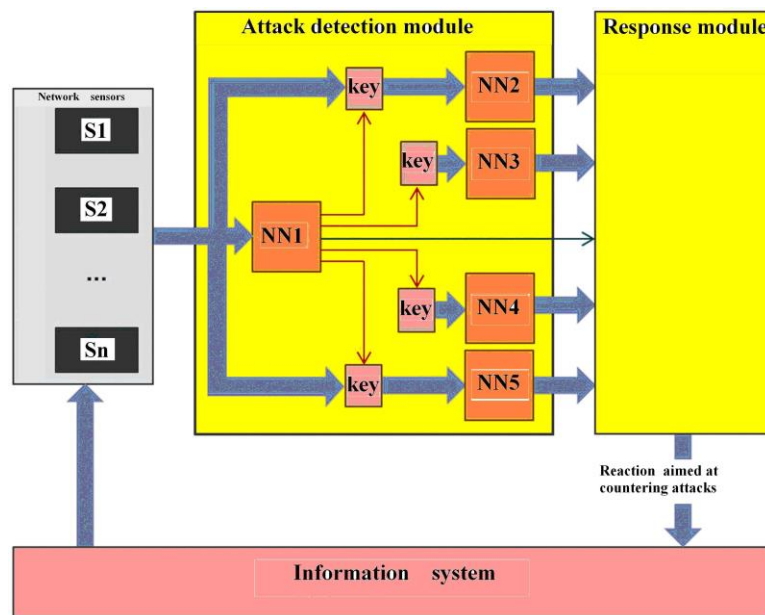 Attack detection module
Response module
Network sensors
S1
S2
...
Sn
key
NN2
key
NN3
NN1
key
NN4
key
NN5
Reaction aimed at
countering attacks
Information system